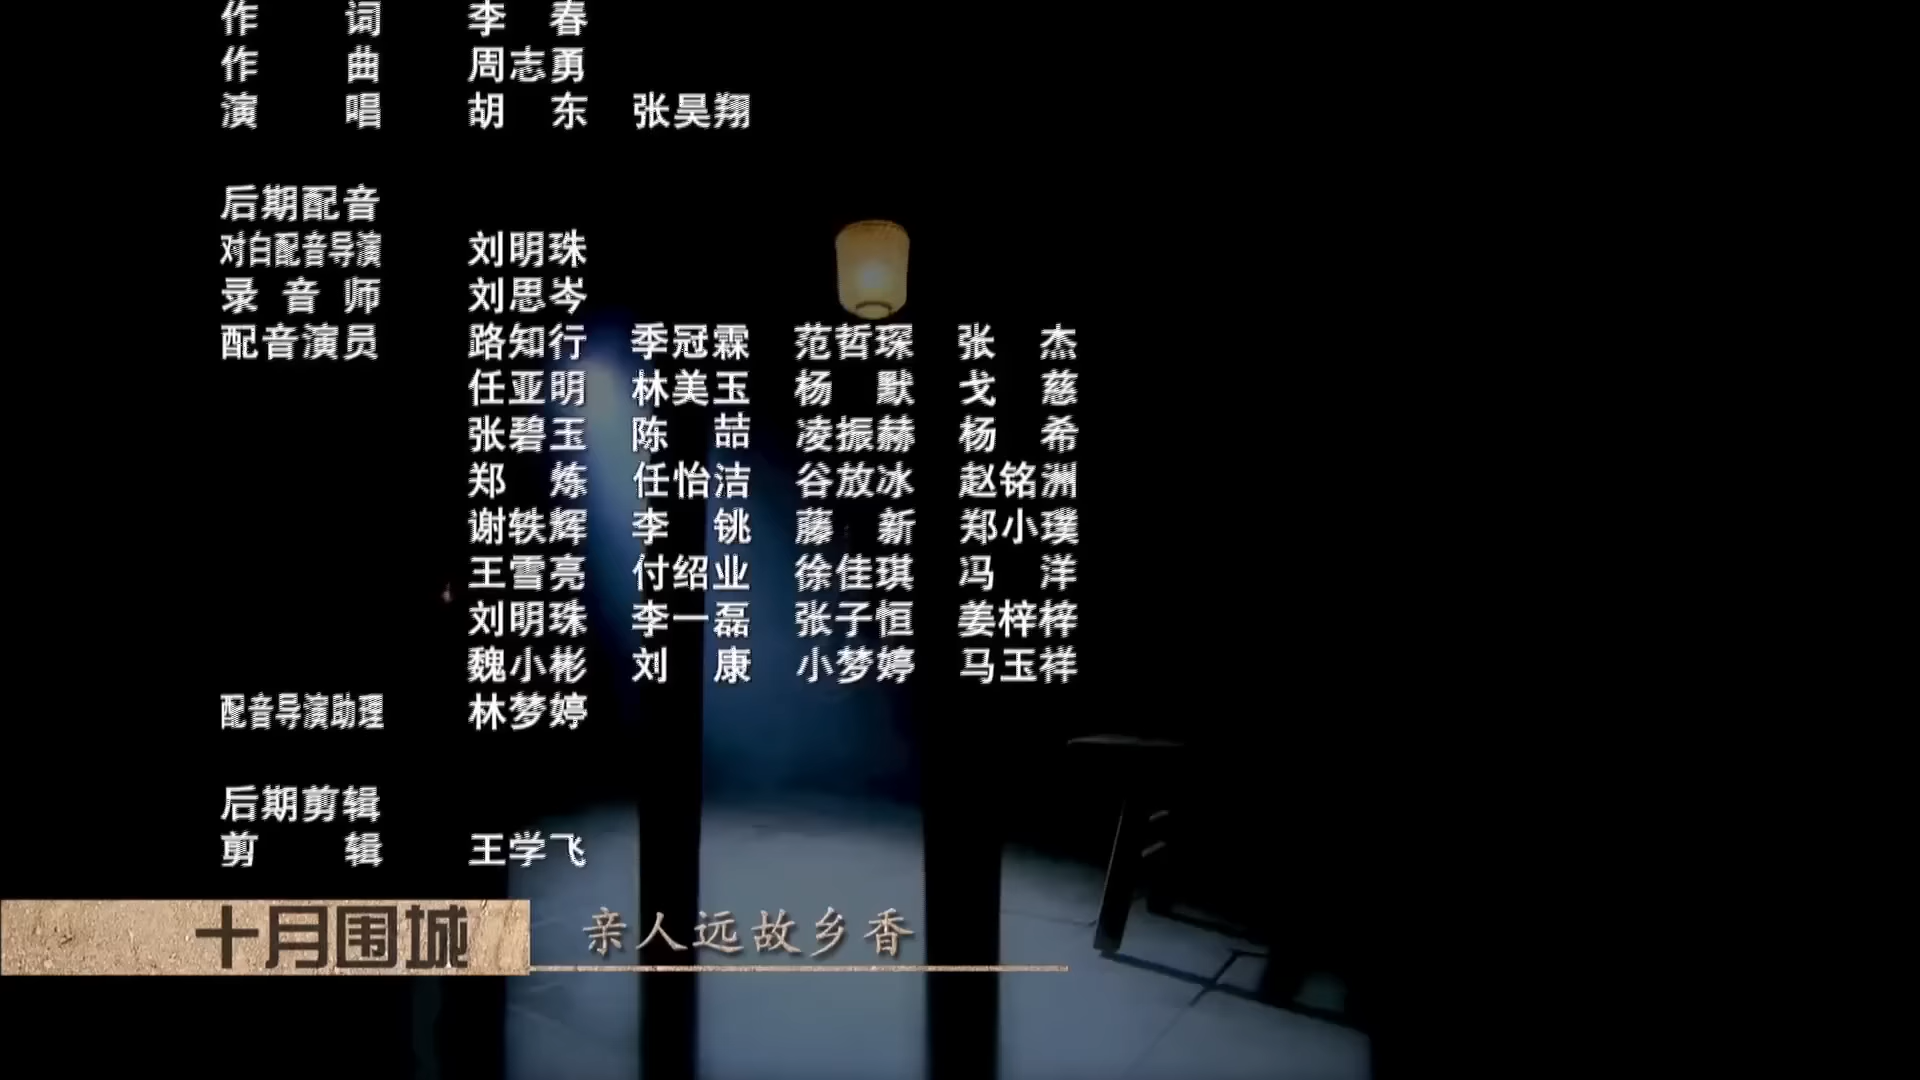 作词 李春
作曲 周志勇
演唱 胡东 张昊翔
后期配音
对白配音导演 刘明珠
录音师 刘思岑
配音演员 路知行 季冠霖 范哲琛 张杰
任亚明 林美玉 杨默 戈慈
张碧玉 陈喆 凌振赫 杨希
郑炼 任怡洁 谷放冰 赵铭洲
谢轶辉 李铫 藤新 郑小璞
王雪亮 付绍业 徐佳琪 冯洋
刘明珠 李一磊 张子恒 姜梓梓
魏小彬 刘康 小梦婷 马玉祥
配音导演助理 林梦婷
后期剪辑
剪辑 王学飞
十月围城 亲人远故乡香